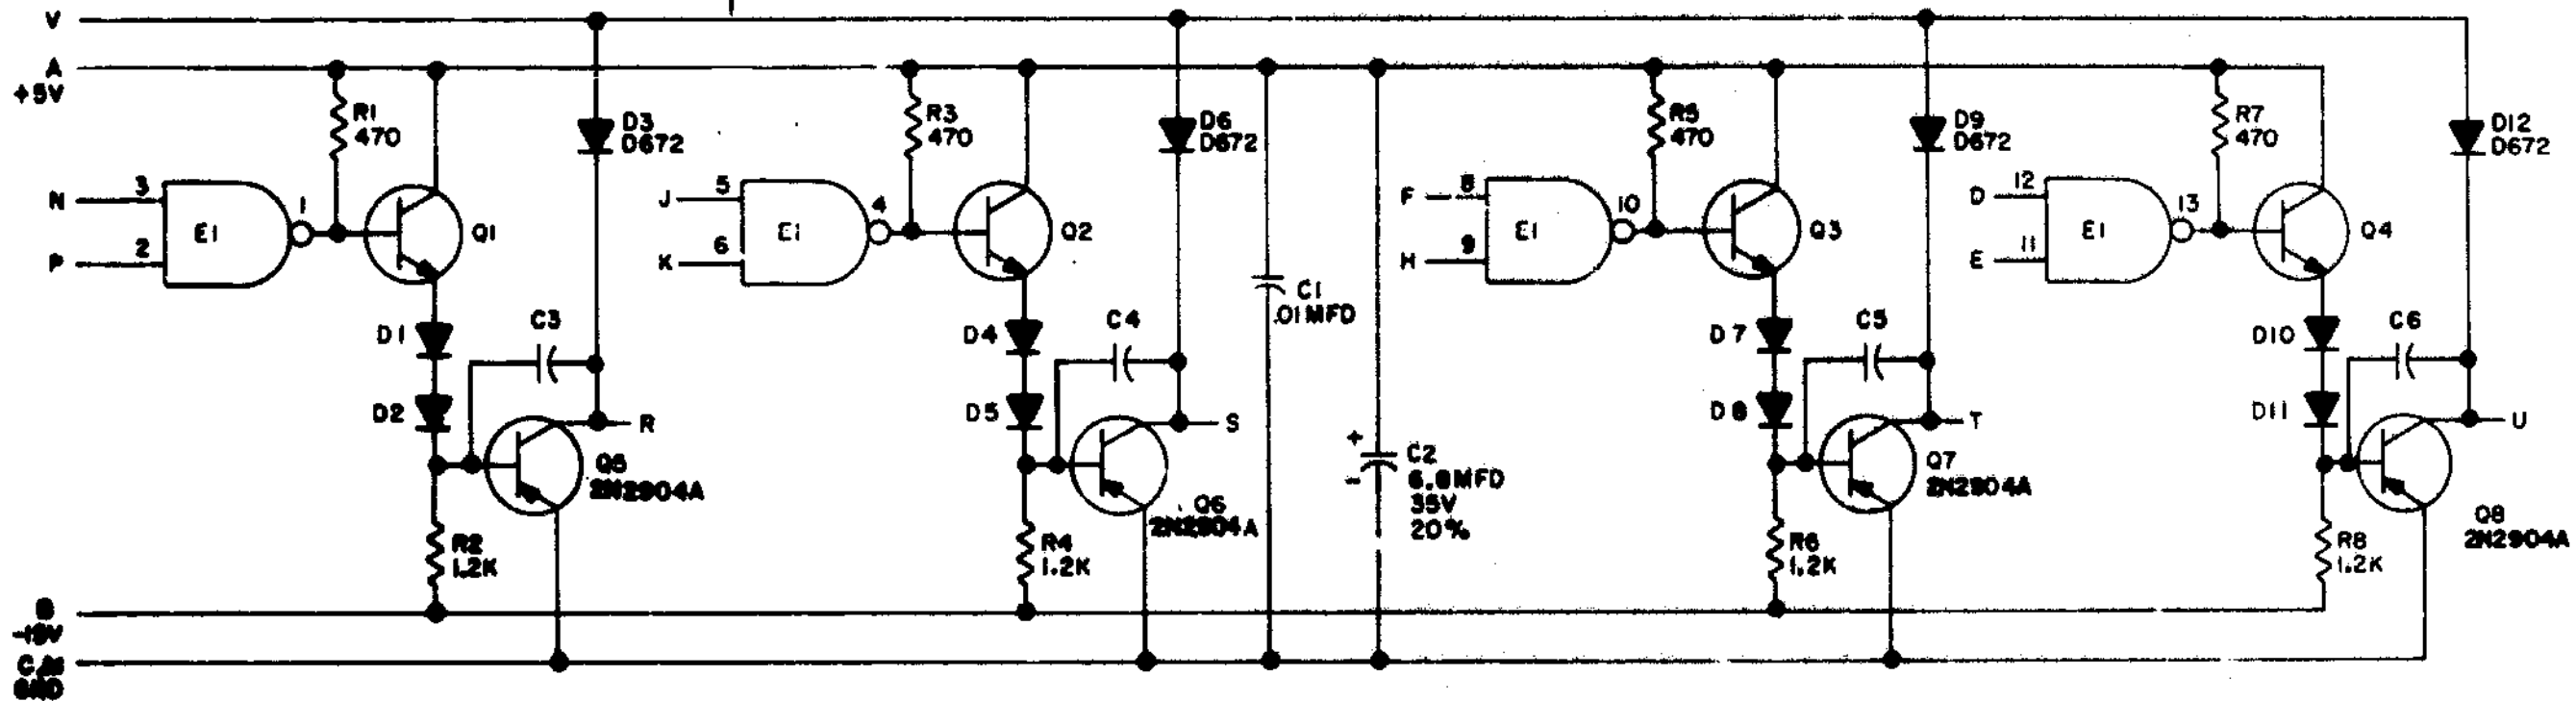 V
A
+5V
R1
470
D3
D672
R3
470
D6
D672
R5
470
D9
D672
R7
470
D12
D672
N
3
1
E1
Q1
P
2
J
5
4
E1
Q2
K
6
F
8
10
E1
Q3
H
9
D
12
13
E1
Q4
E
11
C1
.01MFD
D1
C3
D4
C4
D7
C5
D10
C6
D2
R
D5
S
D8
T
D11
U
Q5
2N2904A
+
-
C2
6.8MFD
35V
20%
Q6
2N2904A
Q7
2N2904A
Q8
2N2904A
R2
1.2K
R4
1.2K
R6
1.2K
R8
1.2K
B
-15V
GND